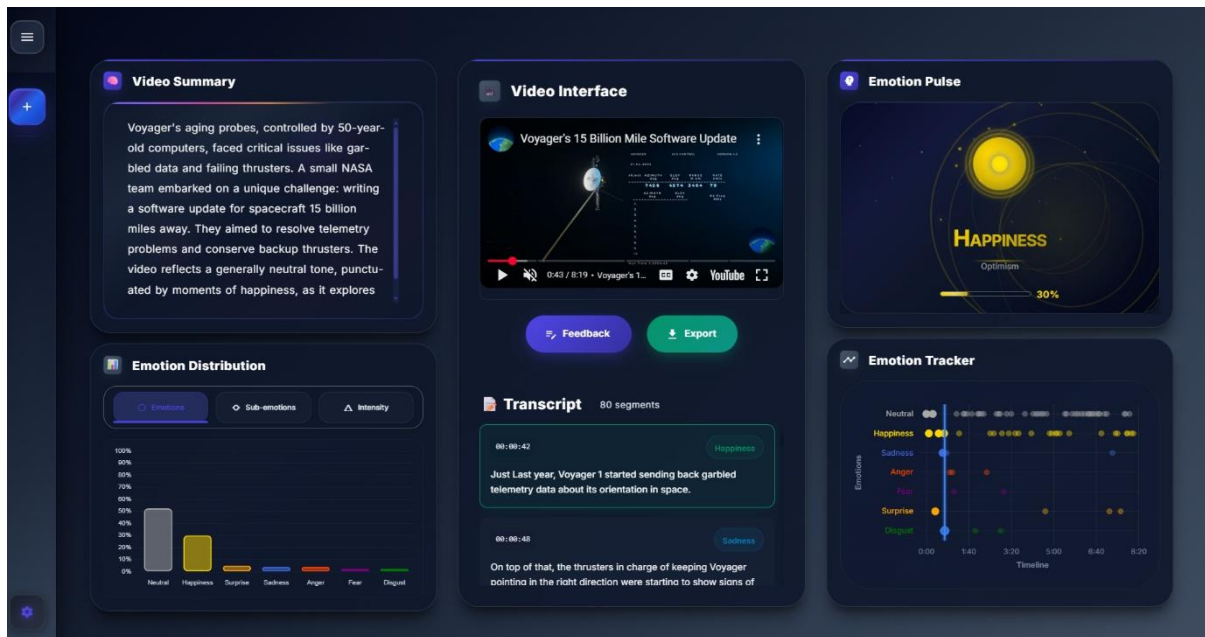 Video Summary
Voyager's aging probes, controlled by 50-year-
old computers, faced critical issues like gar-
bled data and failing thrusters. A small NASA
team embarked on a unique challenge: writing
a software update for spacecraft 15 billion
miles away. They aimed to resolve telemetry
problems and conserve backup thrusters. The
video reflects a generally neutral tone, punctu-
ated by moments of happiness, as it explores
Emotion Distribution
Emotions
Sub-emotions
Intensity
100%
90%
80%
70%
60%
50%
40%
30%
20%
10%
0%
Neutral Happiness Surprise Sadness Anger Fear Disgust
Video Interface
Voyager's 15 Billion Mile Software Update
0:43 / 8:19 • Voyager's 1...
CC
YouTube
Feedback
Export
Transcript 80 segments
00:00:42 Happiness
Just Last year, Voyager 1 started sending back garbled
telemetry data about its orientation in space.
00:00:48 Sadness
On top of that, the thrusters in charge of keeping Voyager
pointing in the right direction were starting to show signs of
Emotion Pulse
HAPPINESS
Optimism
30%
Emotion Tracker
Emotions
Neutral
Happiness
Sadness
Anger
Fear
Surprise
Disgust
0:00 1:40 3:20 5:00 6:40 8:20
Timeline